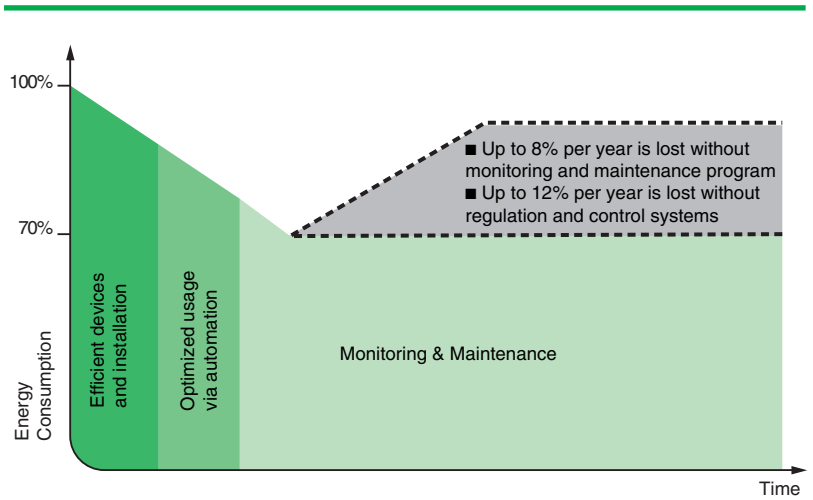 100%
■ Up to 8% per year is lost without
monitoring and maintenance program
■ Up to 12% per year is lost without
regulation and control systems
70%
Energy
Consumption
Efficient devices
and installation
Optimized usage
via automation
Monitoring & Maintenance
Time